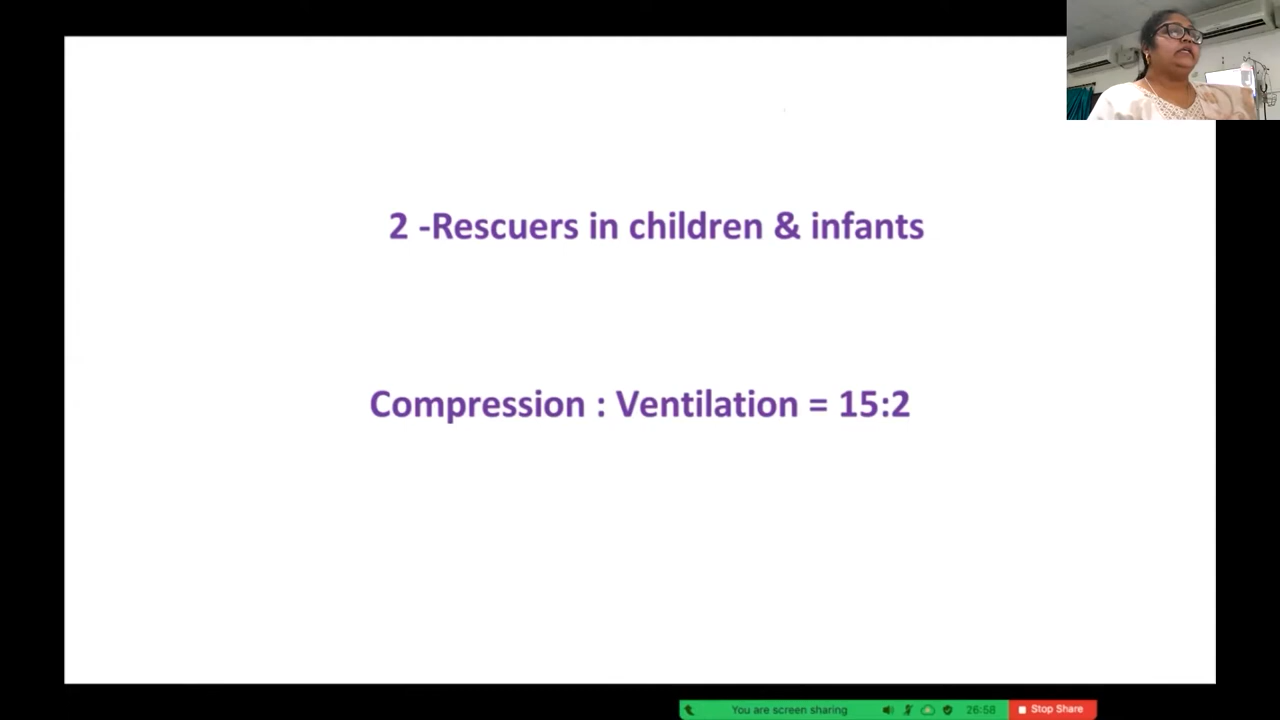 2 -Rescuers in children & infants
Compression : Ventilation = 15:2
You are screen sharing
26:58
Stop Share